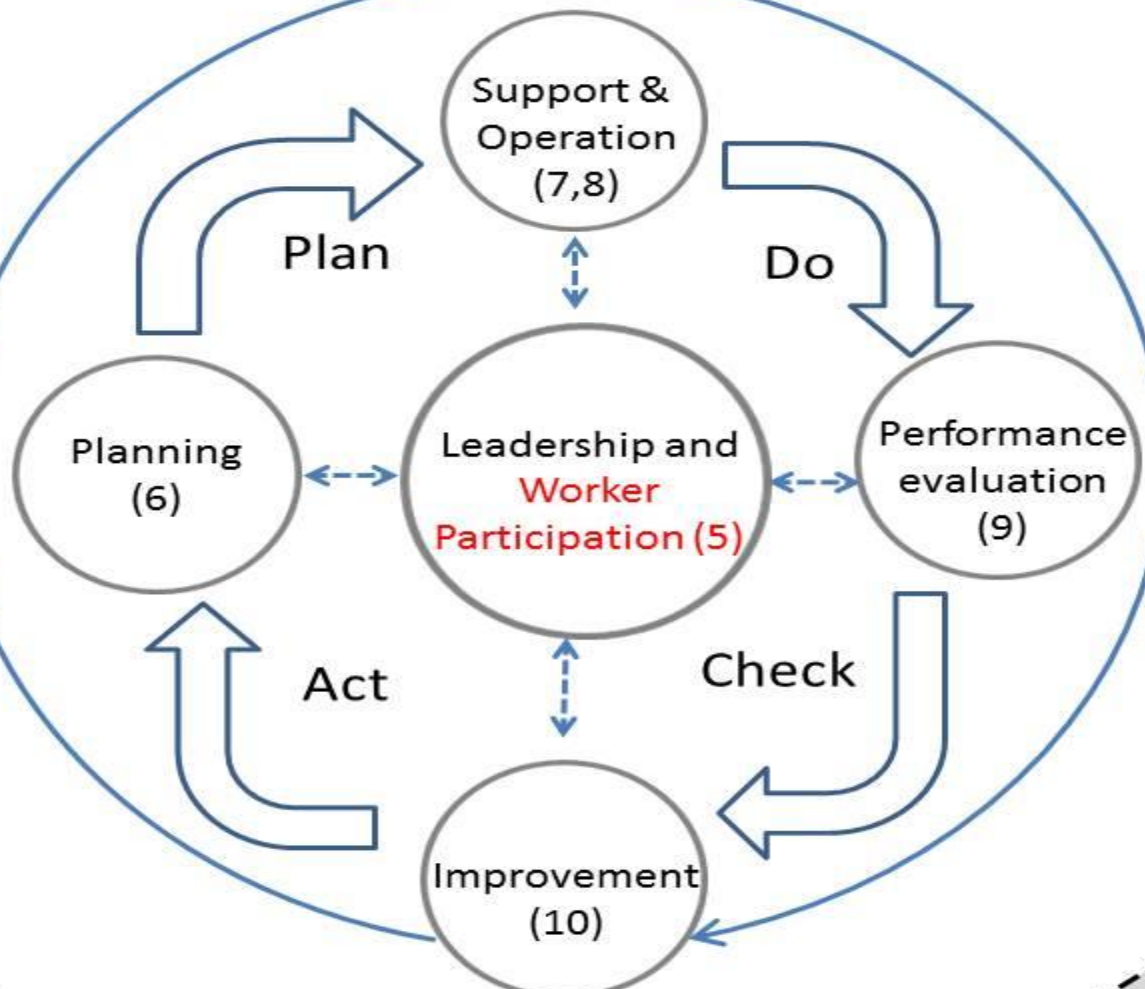 Support &
Operation
(7,8)
Plan
Do
Planning
(6)
Leadership and
Worker
Participation (5)
Performance
evaluation
(9)
Act
Check
Improvement
(10)